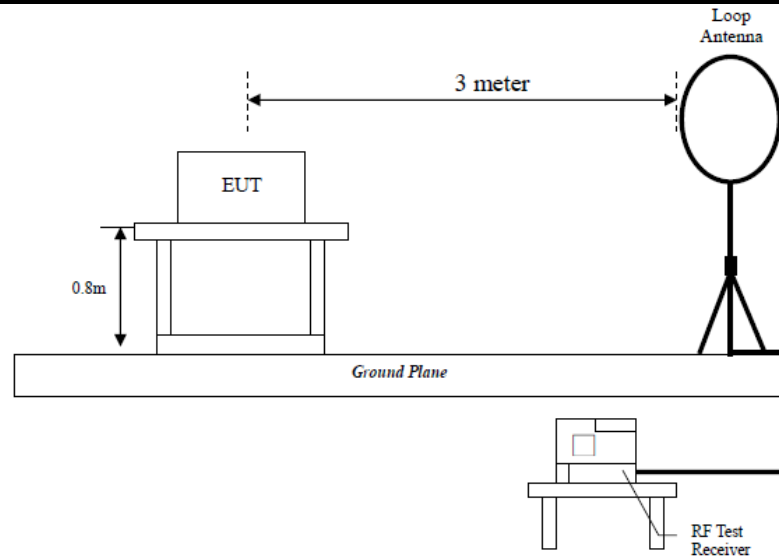 Loop
Antenna
3 meter
EUT
0.8m
Ground Plane
RF Test
Receiver